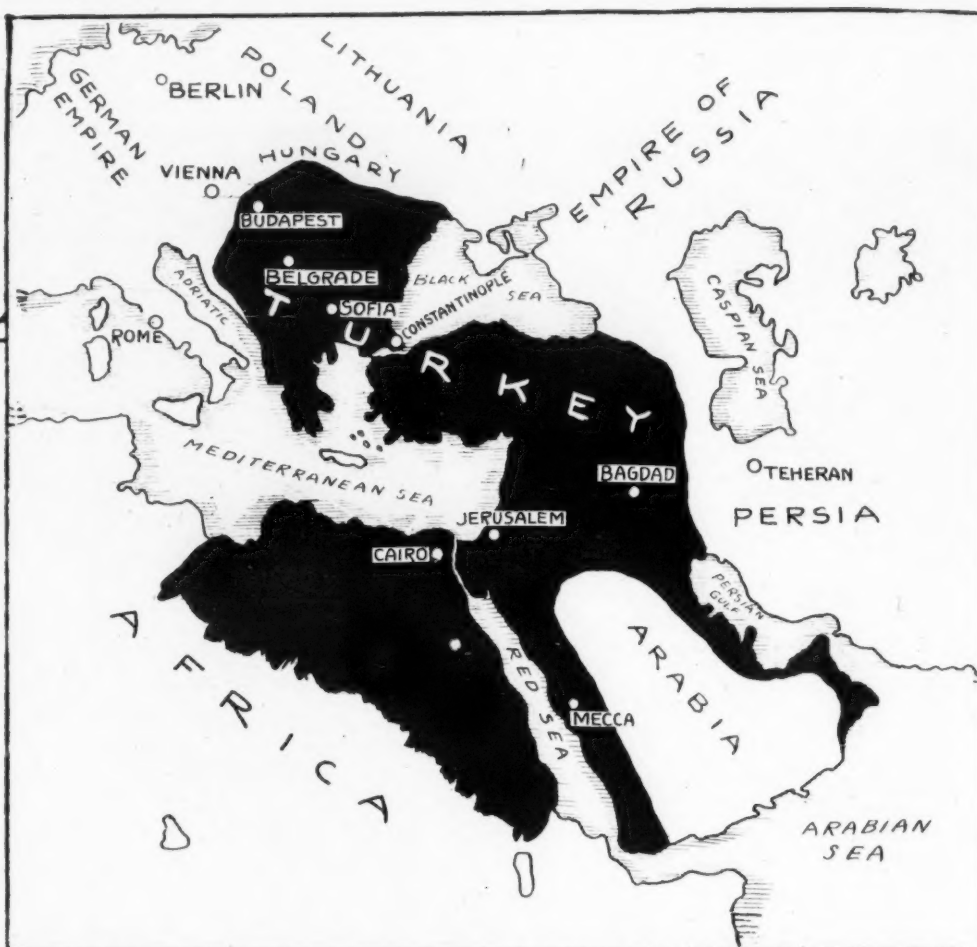 LITHUANIA
POLAND
GERMAN
EMPIRE
BERLIN
EMPIRE OF
RUSSIA
HUNGARY
VIENNA
BUDAPEST
BELGRADE
ADRIATIC
BLACK
SEA
CONSTANTINOPLE
SOFIA
CASPIAN SEA
ROME
TURKEY
MEDITERRANEAN SEA
BAGDAD
TEHERAN
PERSIA
JERUSALEM
CAIRO
PERSIAN
GULF
AFRICA
RED SEA
ARABIA
MECCA
ARABIAN
SEA